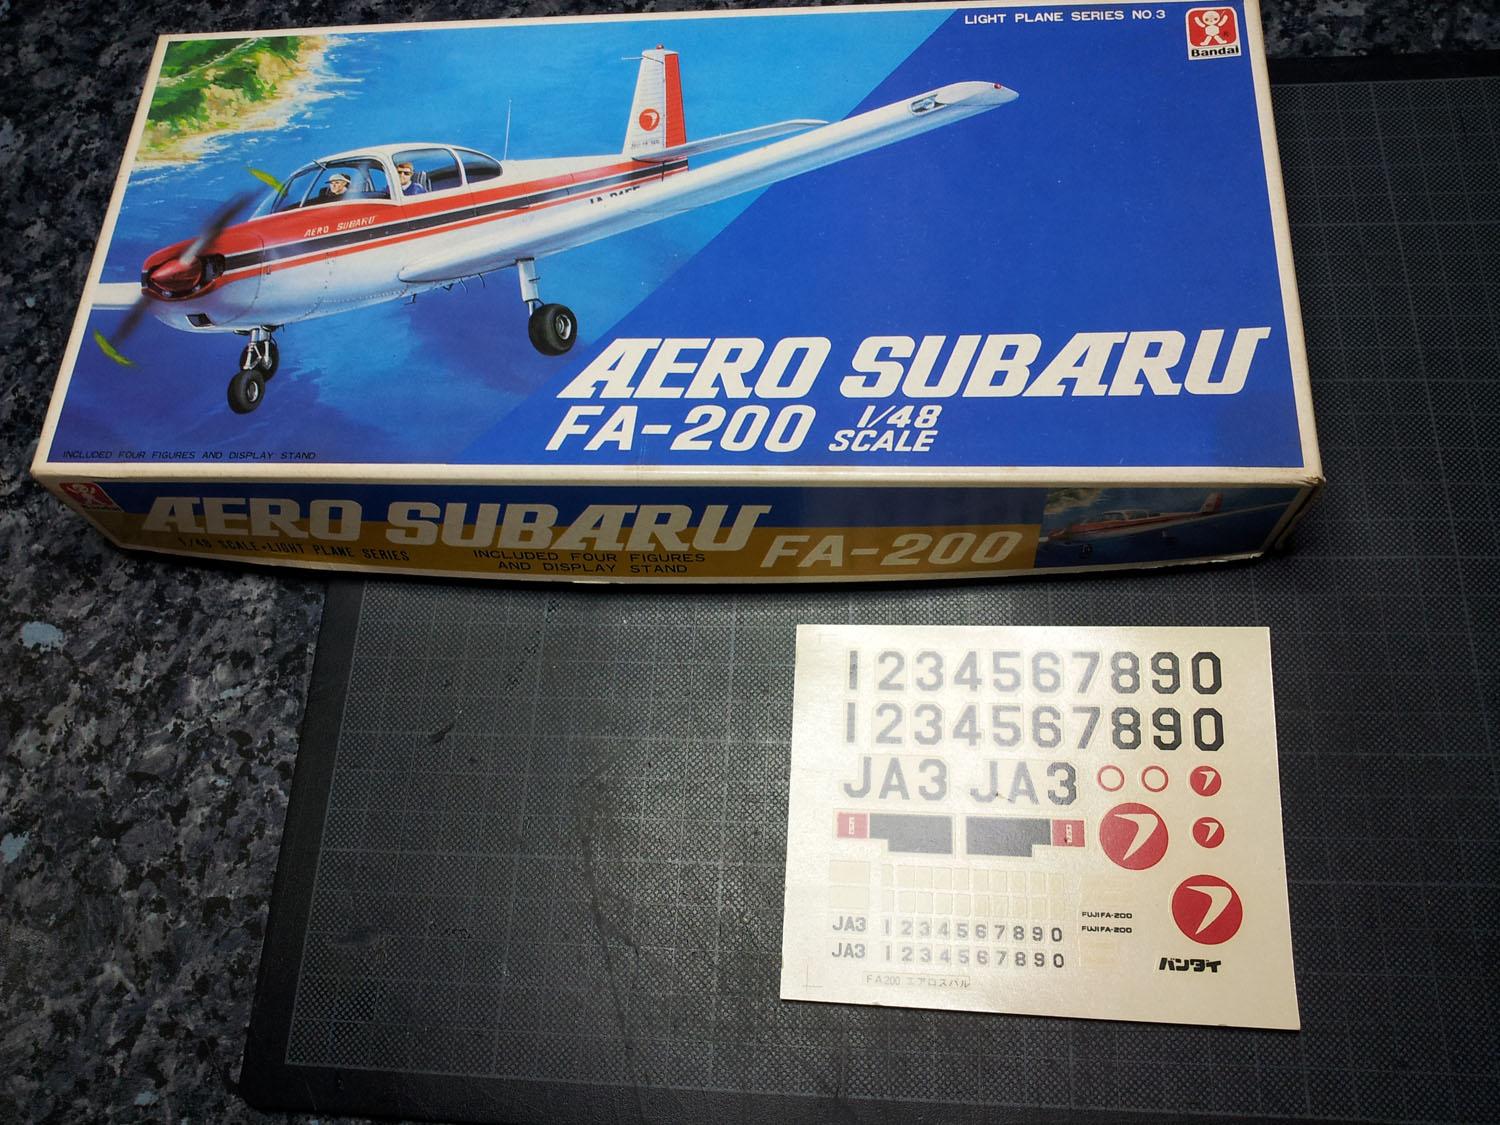 LIGHT PLANE SERIES NO.3
Bandai
AERO SUBARU
AERO SUBARU
FA-200
1/48
SCALE
INCLUDED FOUR FIGURES AND DISPLAY STAND
Bandai
AERO SUBARU
FA-200
1/48 SCALE・LIGHT PLANE SERIES
INCLUDED FOUR FIGURES
AND DISPLAY STAND
1234567890
1234567890
JA3 JA3
FUJI FA-200
FUJI FA-200
JA3 1234567890
JA3 1234567890
バンダイ
FA200 エアロスバル